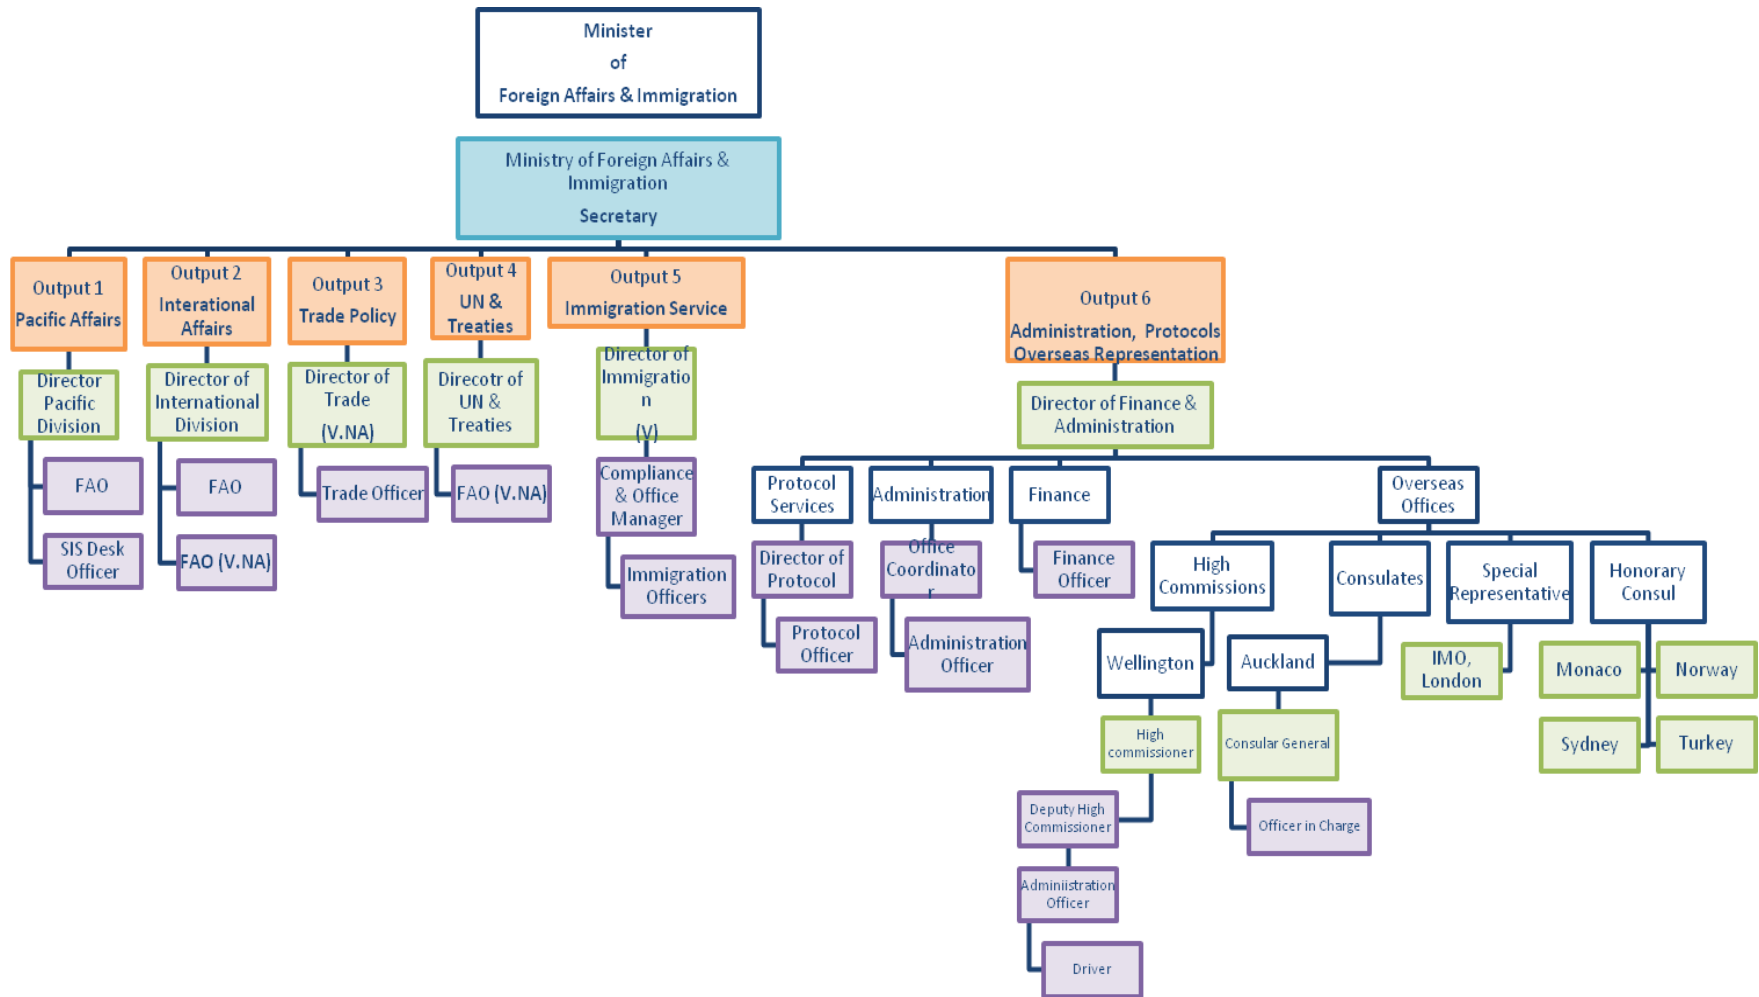 Minister
of
Foreign Affairs & Immigration
Ministry of Foreign Affairs &
Immigration
Secretary
Output 1
Pacific Affairs
Output 2
Interational
Affairs
Output 3
Trade Policy
Output 4
UN &
Treaties
Output 5
Immigration Service
Output 6
Administration, Protocols
Overseas Representation
Director
Pacific
Division
Director of
International
Division
Director of
Trade
(V.NA)
Direcotr of
UN &
Treaties
Director of
Immigratio
n
(V)
Director of Finance &
Administration
FAO
SIS Desk
Officer
FAO
FAO (V.NA)
Trade Officer
FAO (V.NA)
Compliance
& Office
Manager
Immigration
Officers
Protocol
Services
Administration
Finance
Overseas
Offices
Director of
Protocol
Protocol
Officer
Office
Coordinato
r
Administration
Officer
Finance
Officer
High
Commissions
Consulates
Special
Representative
Honorary
Consul
Wellington
Auckland
IMO,
London
Monaco
Norway
Sydney
Turkey
High
commissioner
Consular General
Deputy High
Commissioner
Officer in Charge
Adminiistration
Officer
Driver